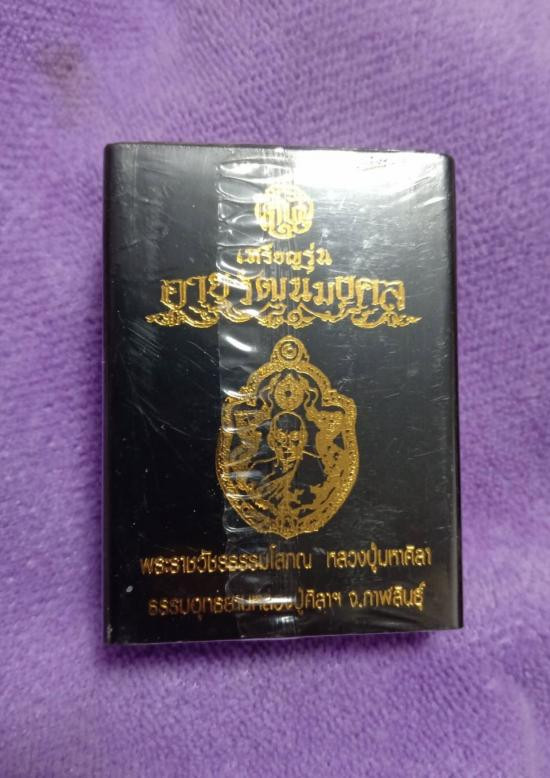 เหรียญรุ่น
อายุวัฒนมงคล
พระราชวัชรธรรมโสภณ หลวงปู่มหาศิลา
ธรรมอุทยานหลวงปู่ศิลาฯ จ.กาฬสินธุ์